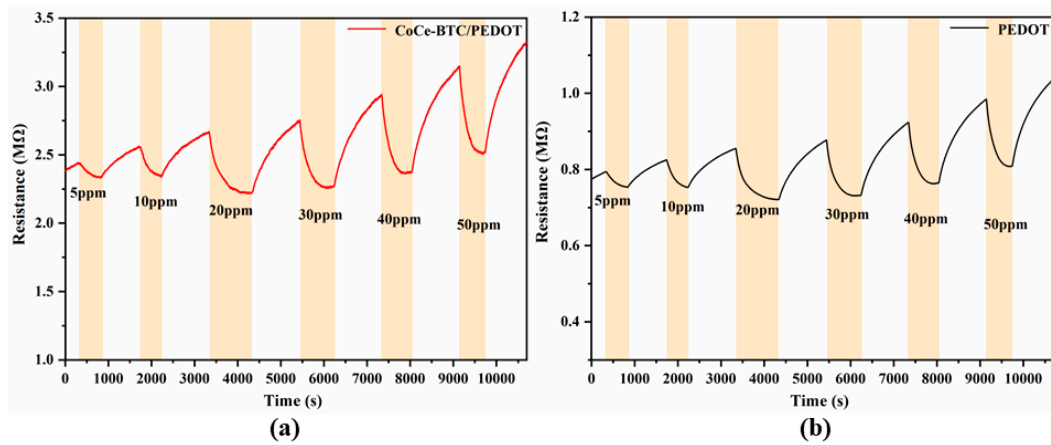 3.5
CoCe-BTC/PEDOT
3.0
2.5
2.0
1.5
1.0
Resistance (MΩ)
5ppm
10ppm
20ppm
30ppm
40ppm
50ppm
0 1000 2000 3000 4000 5000 6000 7000 8000 9000 10000
Time (s)
(a)
1.2
PEDOT
1.0
0.8
0.6
0.4
Resistance (MΩ)
5ppm
10ppm
20ppm
30ppm
40ppm
50ppm
0 1000 2000 3000 4000 5000 6000 7000 8000 9000 10000
Time (s)
(b)